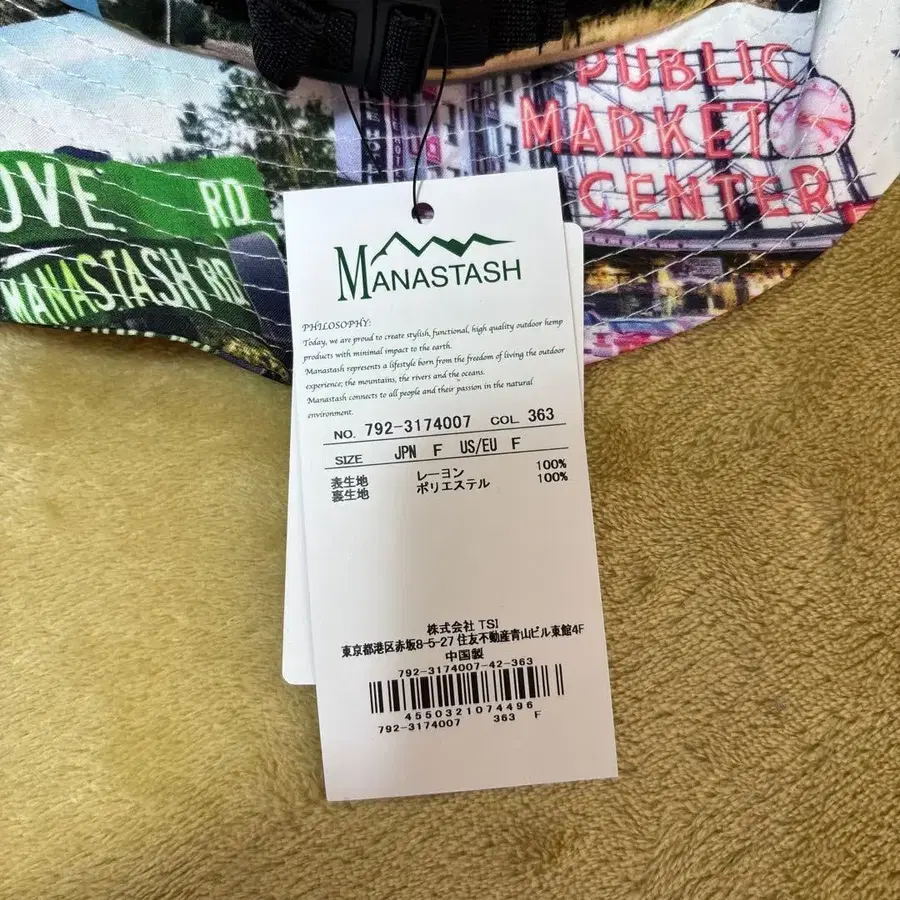 PUBLIC
MARKET
CENTER
OVE RD
MANASTASH RD
MANASTASH
PHILOSOPHY:
Today, we are proud to create stylish, functional, high quality outdoor hemp
products with minimal impact to the earth.
Manastash represents a lifestyle born from the freedom of living the outdoor
experience; the mountains, the rivers and the oceans.
Manastash connects to all people and their passion in the natural
environment.
NO. 792-3174007 COL 363
SIZE JPN F US/EU F
表生地 レーヨン 100%
裏生地 ポリエステル 100%
株式会社 TSI
東京都港区赤坂8-5-27 住友不動産青山ビル東館4F
中国製
792-3174007-42-363
4550321074496
792-3174007 363 F